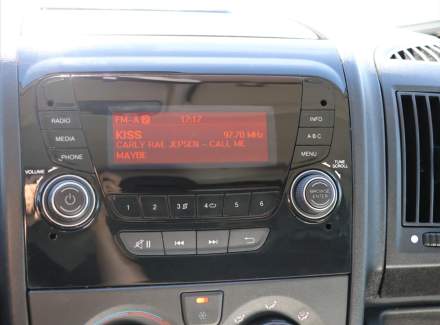 FM-A 2 17:17
KISS 97.70 MHz
CARLY RAE JEPSEN - CALL ME
MAYBE
RADIO
MEDIA
PHONE
INFO
A-B-C
MENU
VOLUME
TUNE
SCROLL
BROWSE
ENTER
1 2 3 4 5 6